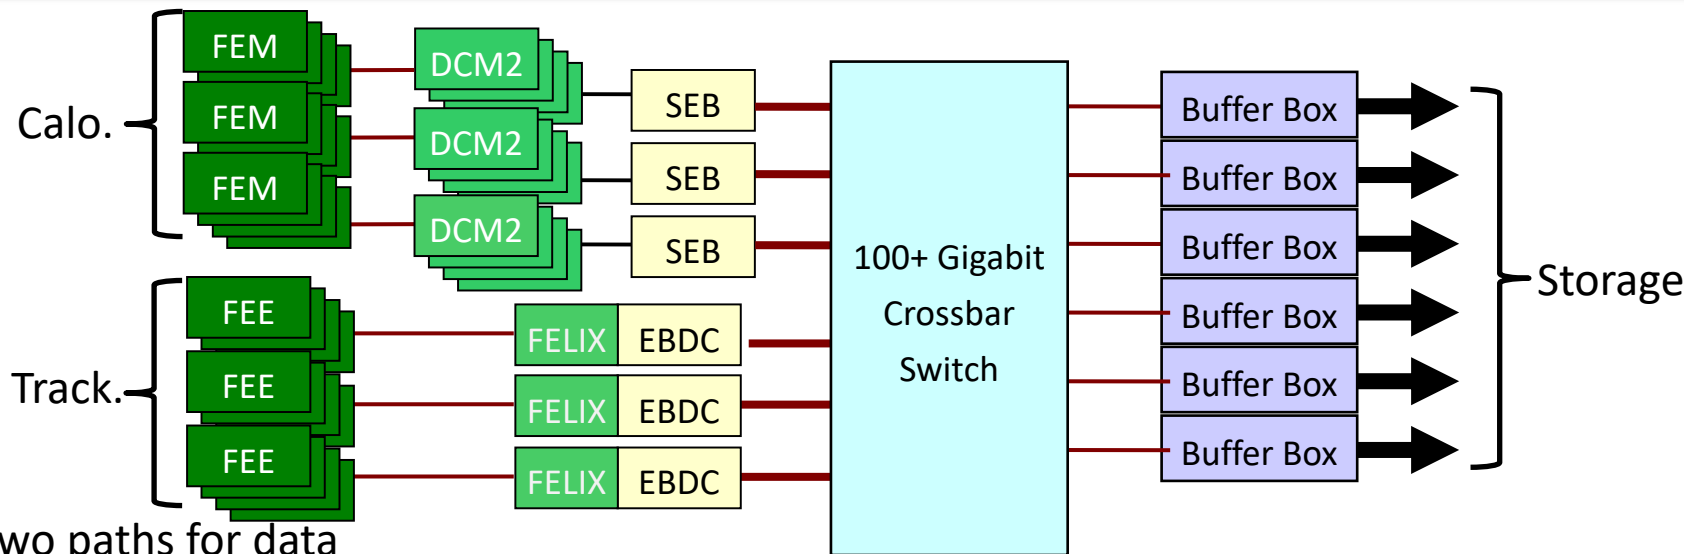 Calo.
FEM
FEM
FEM
DCM2
DCM2
DCM2
SEB
SEB
SEB
Track.
FEE
FEE
FEE
FELIX EBDC
FELIX EBDC
FELIX EBDC
100+ Gigabit
Crossbar
Switch
Buffer Box
Buffer Box
Buffer Box
Buffer Box
Buffer Box
Buffer Box
Storage
wo paths for data